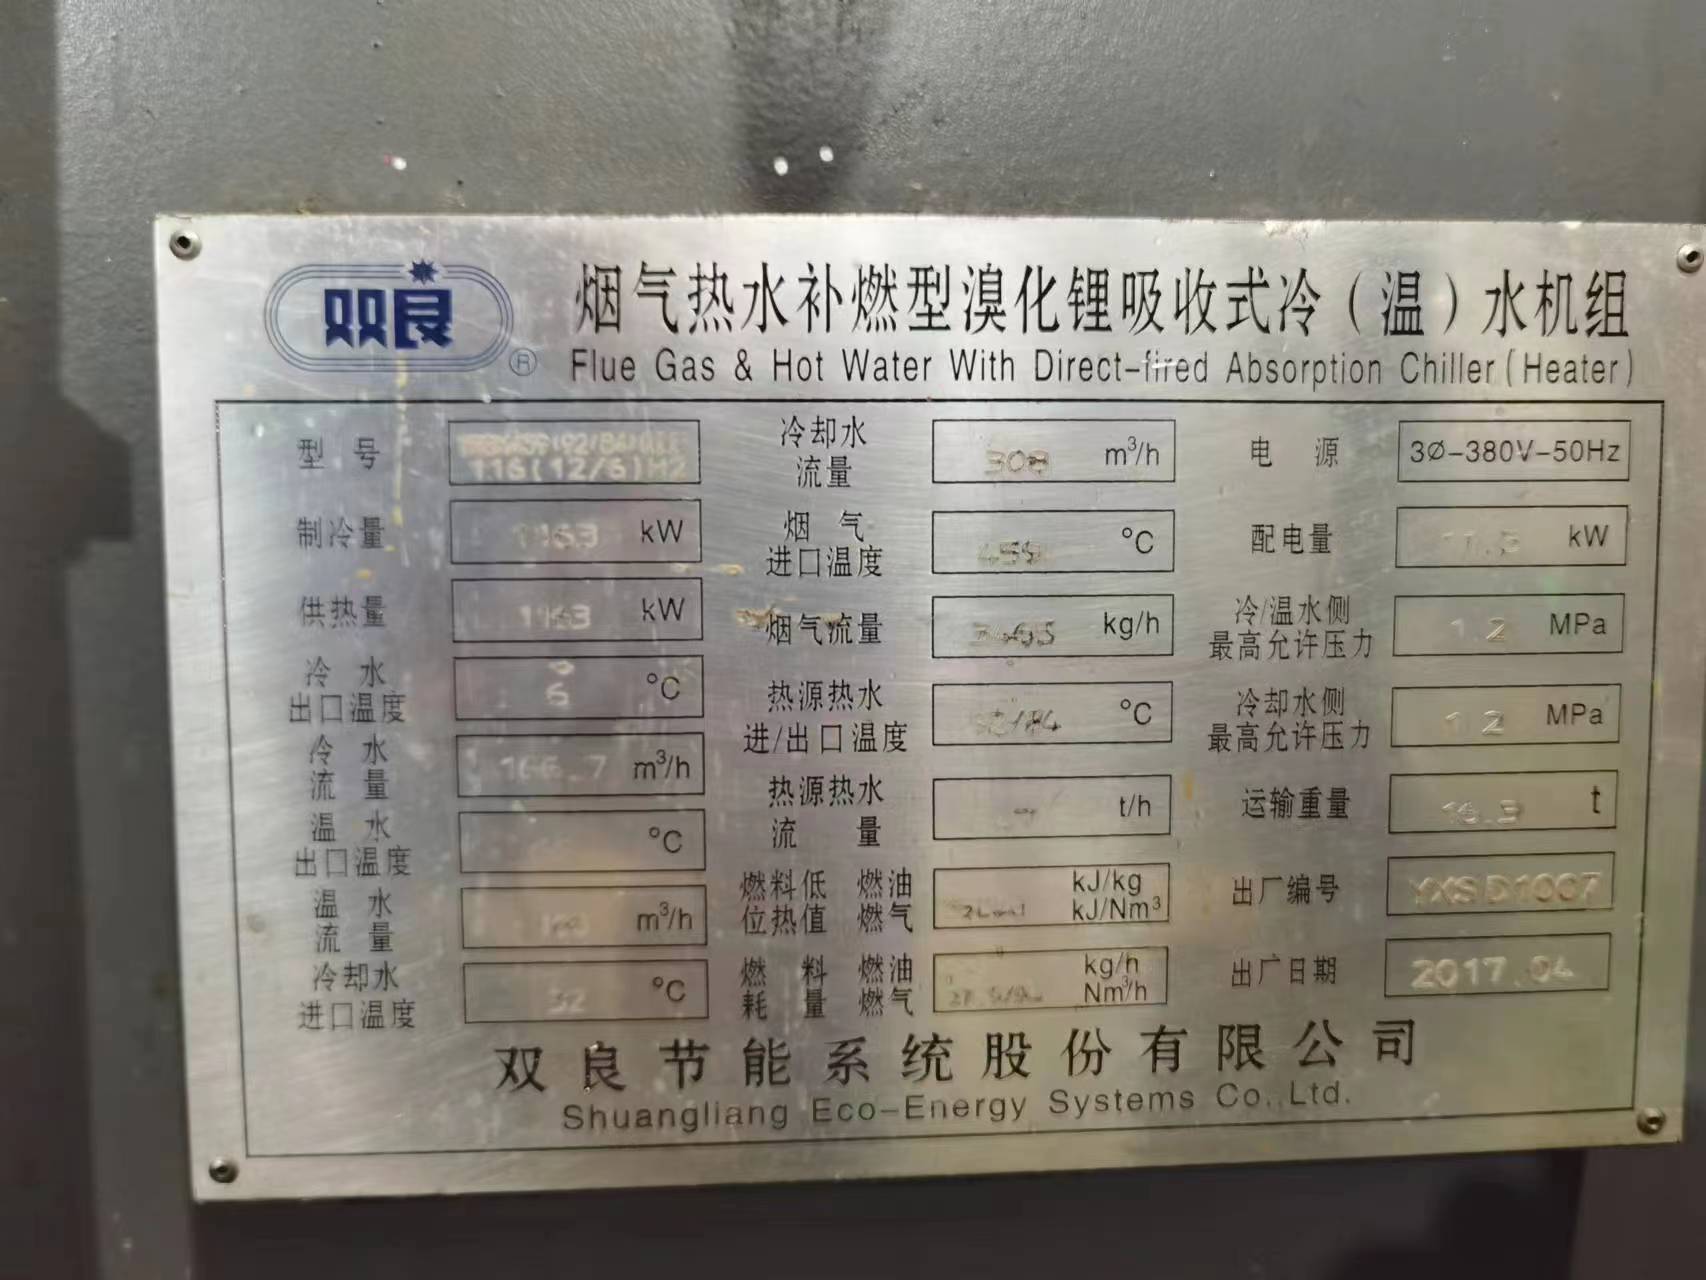 双良®
烟气热水补燃型溴化锂吸收式冷（温）水机组
Flue Gas & Hot Water With Direct-fired Absorption Chiller(Heater)
型号
116(12/6)H2
制冷量 1163 kW
供热量 1163 kW
冷水
出口温度 6 °C
冷水
流量 166.7 m³/h
温水
出口温度 °C
温水
流量 m³/h
冷却水
进口温度 32 °C
冷却水
流量 308 m³/h
烟气
进口温度 459 °C
烟气流量 kg/h
热源热水
进/出口温度 °C
热源热水
流量 - t/h
燃料低 燃油 kJ/kg
位热值 燃气 kJ/Nm³
燃料 燃油 kg/h
耗量 燃气 Nm³/h
电源 3Ø-380V-50Hz
配电量 kW
冷/温水侧
最高允许压力 1.2 MPa
冷却水侧
最高允许压力 1.2 MPa
运输重量 16.3 t
出厂编号 YXSID1007
出厂日期 2017.04
双良节能系统股份有限公司
Shuangliang Eco-Energy Systems Co.,Ltd.